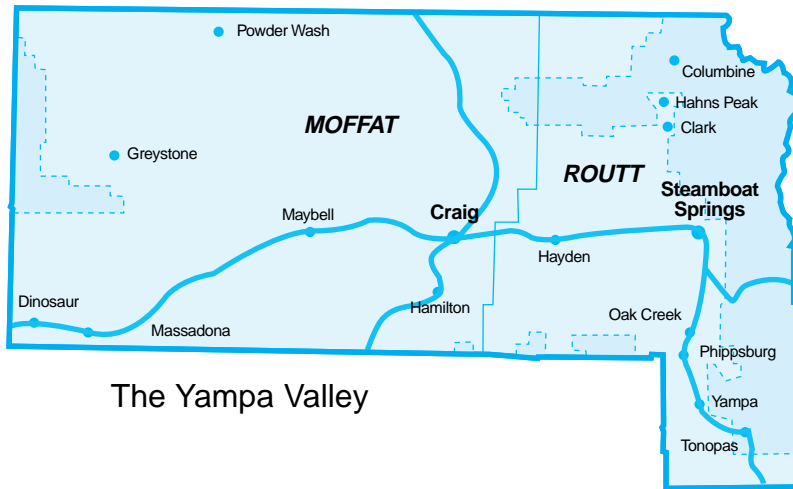 Powder Wash
Columbine
Hahns Peak
MOFFAT
Clark
Greystone
ROUTT
Steamboat
Springs
Maybell
Craig
Hayden
Dinosaur
Hamilton
Massadona
Oak Creek
Phippsburg
The Yampa Valley
Yampa
Tonopas